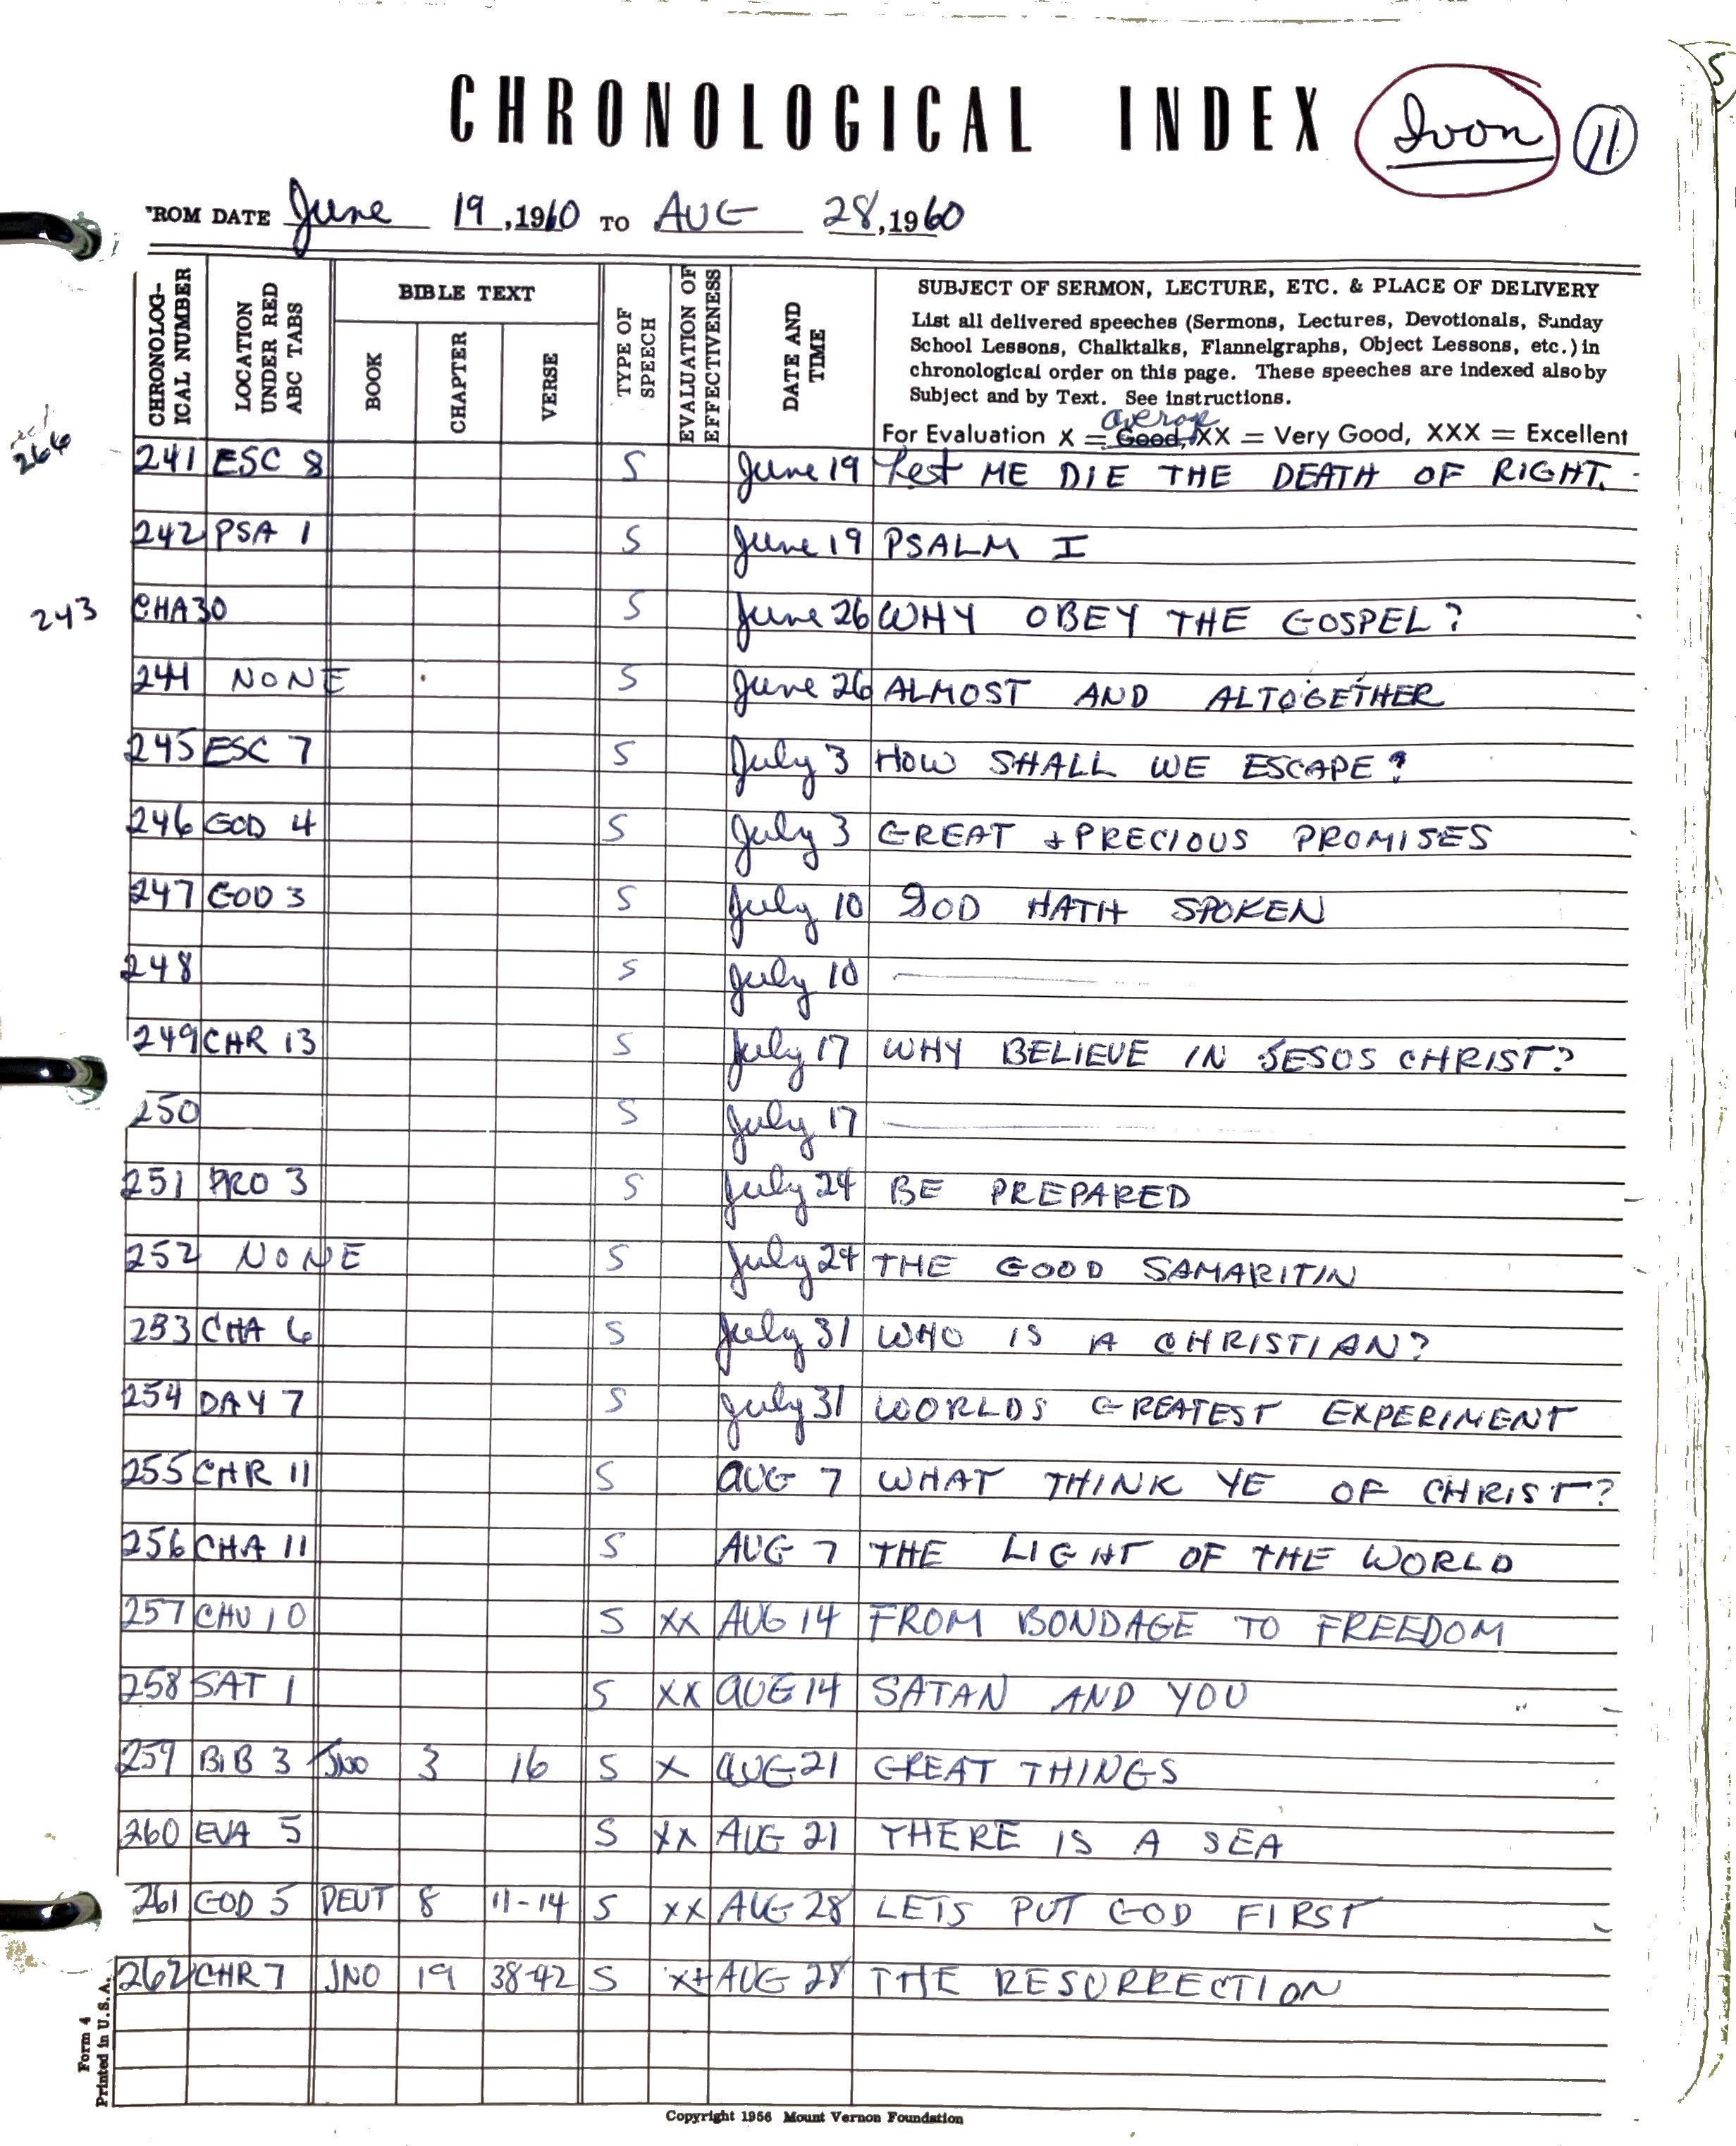 CHRONOLOGICAL INDEX Ivon 11
ROM DATE June 19, 1960 TO AUG 28, 1960
CHRONOLOG-ICAL NUMBER
LOCATION UNDER RED ABC TABS
BIBLE TEXT
BOOK
CHAPTER
VERSE
TYPE OF SPEECH
EVALUATION OF EFFECTIVENESS
DATE AND TIME
SUBJECT OF SERMON, LECTURE, ETC. & PLACE OF DELIVERY
List all delivered speeches (Sermons, Lectures, Devotionals, Sunday
School Lessons, Chalktalks, Flannelgraphs, Object Lessons, etc.) in
chronological order on this page. These speeches are indexed also by
Subject and by Text. See instructions.
average
For Evaluation X = Good, XX = Very Good, XXX = Excellent
264
241 ESC 8 S June 19 Lest ME DIE THE DEATH OF RIGHT.
242 PSA 1 S June 19 PSALM I
243 CHA 30 S June 26 WHY OBEY THE GOSPEL?
244 NONE S June 26 ALMOST AND ALTOGETHER
245 ESC 7 S July 3 HOW SHALL WE ESCAPE?
246 GOD 4 S July 3 GREAT + PRECIOUS PROMISES
247 GOD 3 S July 10 GOD HATH SPOKEN
248 S July 10 —
249 CHR 13 S July 17 WHY BELIEVE IN JESOS CHRIST?
250 S July 17 —
251 PRO 3 S July 24 BE PREPARED
252 NONE S July 24 THE GOOD SAMARITIN
253 CHA 6 S July 31 WHO IS A CHRISTIAN?
254 DAY 7 S July 31 WORLDS GREATEST EXPERIMENT
255 CHR 11 S AUG 7 WHAT THINK YE OF CHRIST?
256 CHA 11 S AUG 7 THE LIGHT OF THE WORLD
257 CHU 10 S XX AUG 14 FROM BONDAGE TO FREEDOM
258 SAT 1 S XX AUG 14 SATAN AND YOU
259 BIB 3 JNO 3 16 S X AUG 21 GREAT THINGS
260 EVA 5 S XX AUG 21 THERE IS A SEA
261 GOD 5 DEUT 8 11-14 S XX AUG 28 LETS PUT GOD FIRST
262 CHR 7 JNO 19 38-42 S X+ AUG 28 THE RESURRECTION
Form 4
Printed in U.S.A.
Copyright 1956 Mount Vernon Foundation